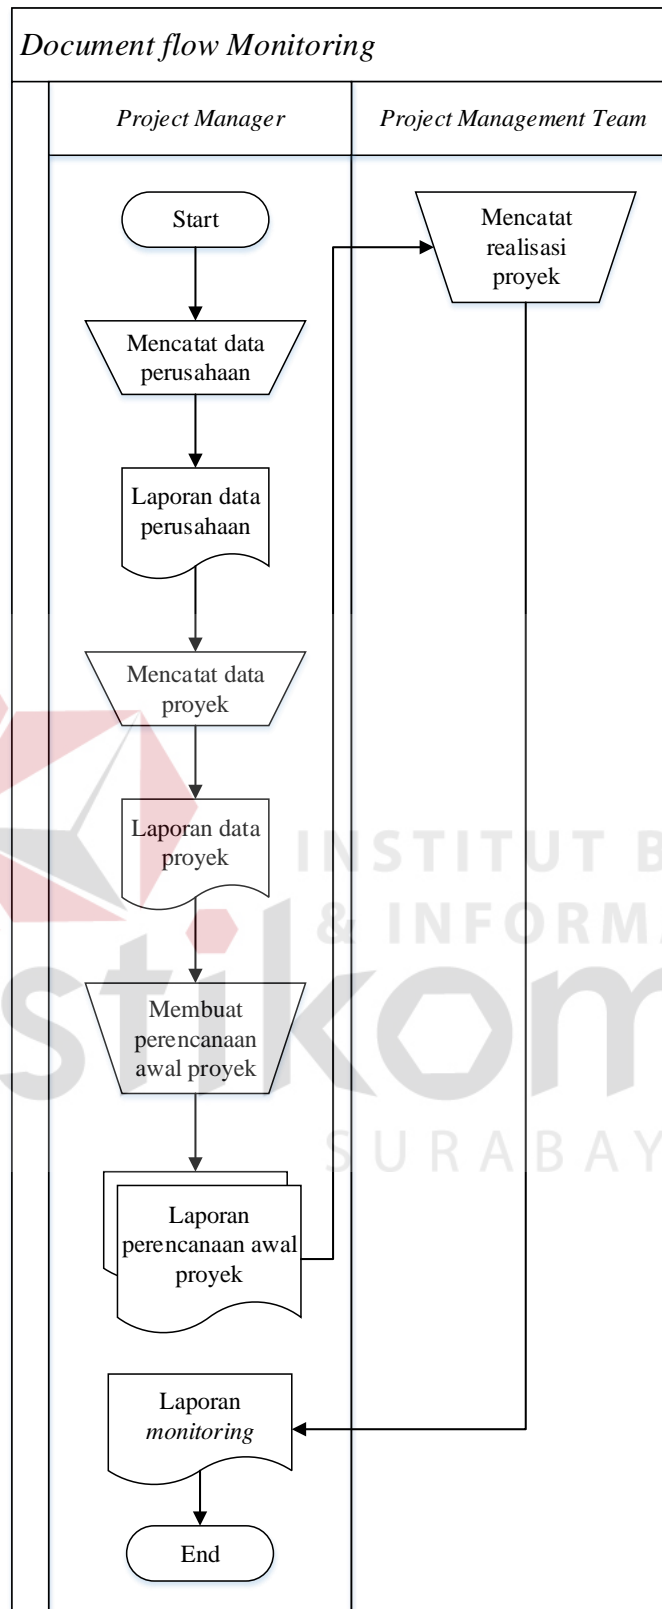 Document flow Monitoring
Project Manager
Project Management Team
Start
Mencatat data
perusahaan
Laporan data
perusahaan
Mencatat data
proyek
Laporan data
proyek
Membuat
perencanaan
awal proyek
Laporan
perencanaan awal
proyek
Laporan
monitoring
End
Mencatat
realisasi
proyek
INSTITUT B
& INFORMA
stikom
SURABAY